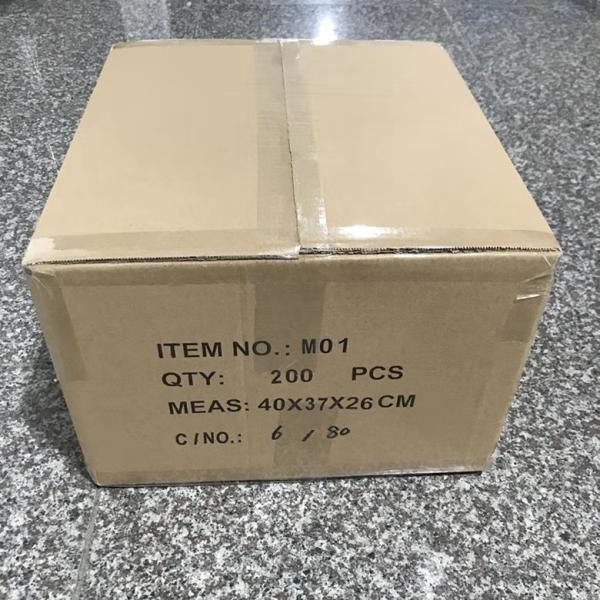 ITEM NO.: M01
QTY: 200 PCS
MEAS: 40X37X26 CM
C/NO.: 6 / 80